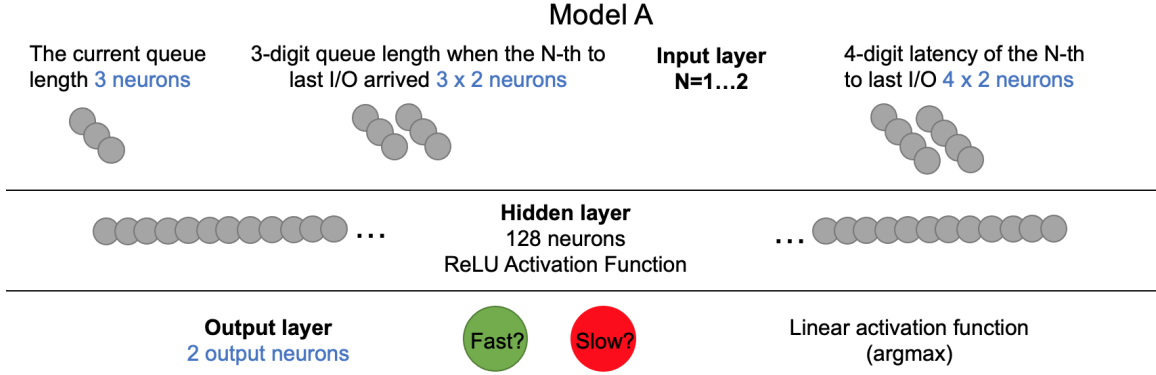 Model A
The current queue
length 3 neurons
3-digit queue length when the N-th to
last I/O arrived 3 x 2 neurons
Input layer
N=1...2
4-digit latency of the N-th
to last I/O 4 x 2 neurons
...
Hidden layer
128 neurons
ReLU Activation Function
...
Output layer
2 output neurons
Fast?
Slow?
Linear activation function
(argmax)